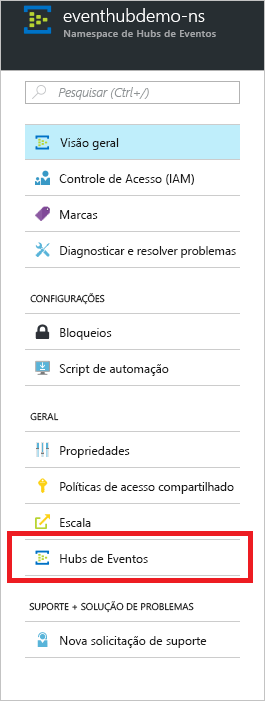 eventhubdemo-ns
Namespace de Hubs de Eventos
Pesquisar (Ctrl+/)
Visão geral
Controle de Acesso (IAM)
Marcas
Diagnosticar e resolver problemas
CONFIGURAÇÕES
Bloqueios
Script de automação
GERAL
Propriedades
Políticas de acesso compartilhado
Escala
Hubs de Eventos
SUPORTE + SOLUÇÃO DE PROBLEMAS
Nova solicitação de suporte